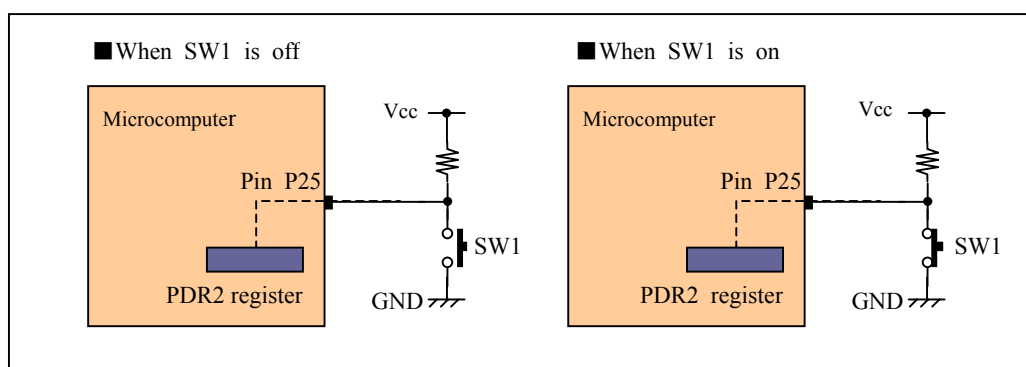 ■When SW1 is off
Microcomputer
Vcc
Pin P25
SW1
PDR2 register
GND
■When SW1 is on
Microcomputer
Vcc
Pin P25
SW1
PDR2 register
GND